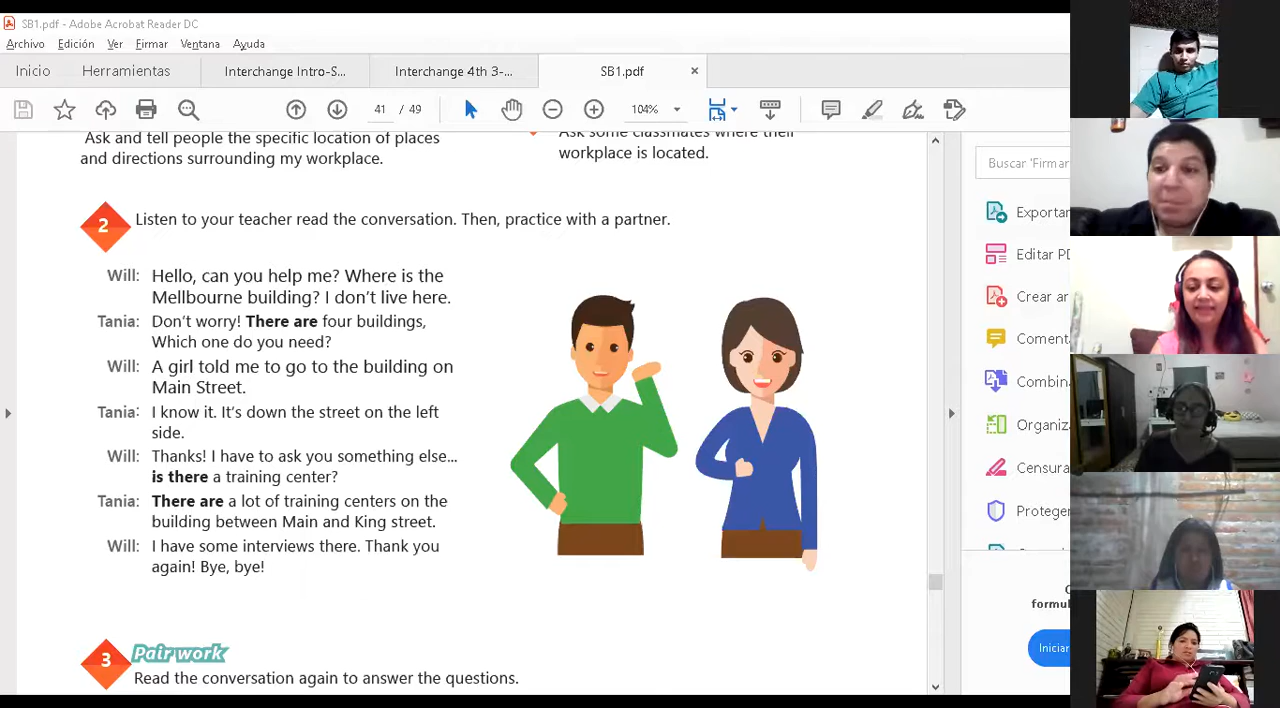 SB1.pdf - Adobe Acrobat Reader DC
Archivo Edición Ver Firmar Ventana Ayuda
Inicio Herramientas Interchange Intro-S... Interchange 4th 3-... SB1.pdf ×
41 / 49 104%
Ask and tell people the specific location of places
and directions surrounding my workplace.
Ask some classmates where their
workplace is located.
2 Listen to your teacher read the conversation. Then, practice with a partner.
Will: Hello, can you help me? Where is the
Mellbourne building? I don't live here.
Tania: Don't worry! There are four buildings,
Which one do you need?
Will: A girl told me to go to the building on
Main Street.
Tania: I know it. It's down the street on the left
side.
Will: Thanks! I have to ask you something else...
is there a training center?
Tania: There are a lot of training centers on the
building between Main and King street.
Will: I have some interviews there. Thank you
again! Bye, bye!
3 Pair work
Read the conversation again to answer the questions.
Buscar 'Firmar
Exportar
Editar PD
Crear ar
Coment
Combin
Organiz
Censura
Proteger
formul
Iniciar